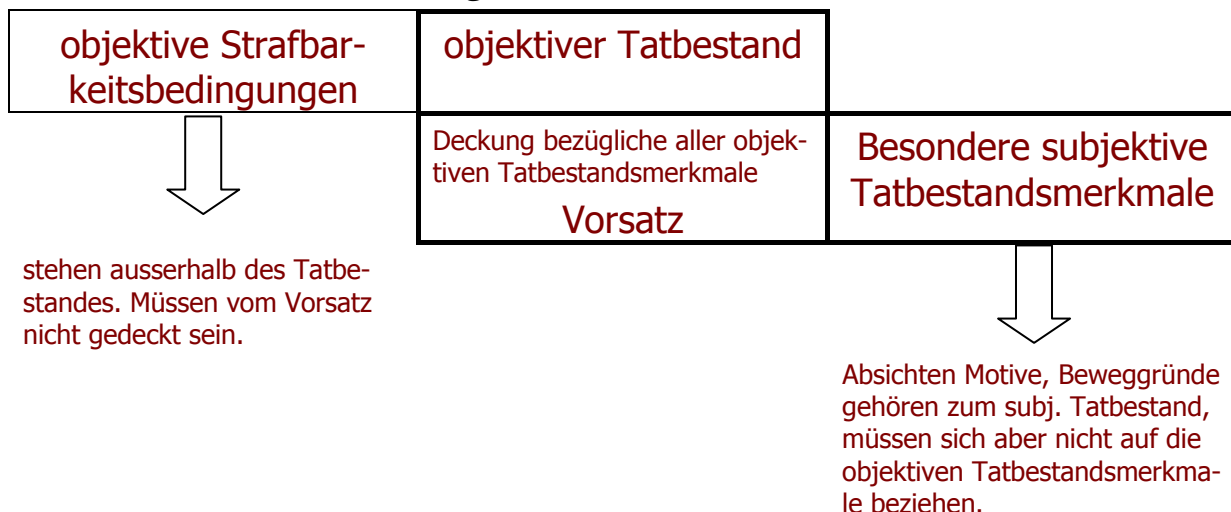 objektive Strafbar-
keitsbedingungen
objektiver Tatbestand
Deckung bezügliche aller objek-
tiven Tatbestandsmerkmale
Vorsatz
Besondere subjektive
Tatbestandsmerkmale
stehen ausserhalb des Tatbe-
standes. Müssen vom Vorsatz
nicht gedeckt sein.
Absichten Motive, Beweggründe
gehören zum subj. Tatbestand,
müssen sich aber nicht auf die
objektiven Tatbestandsmerkma-
le beziehen.